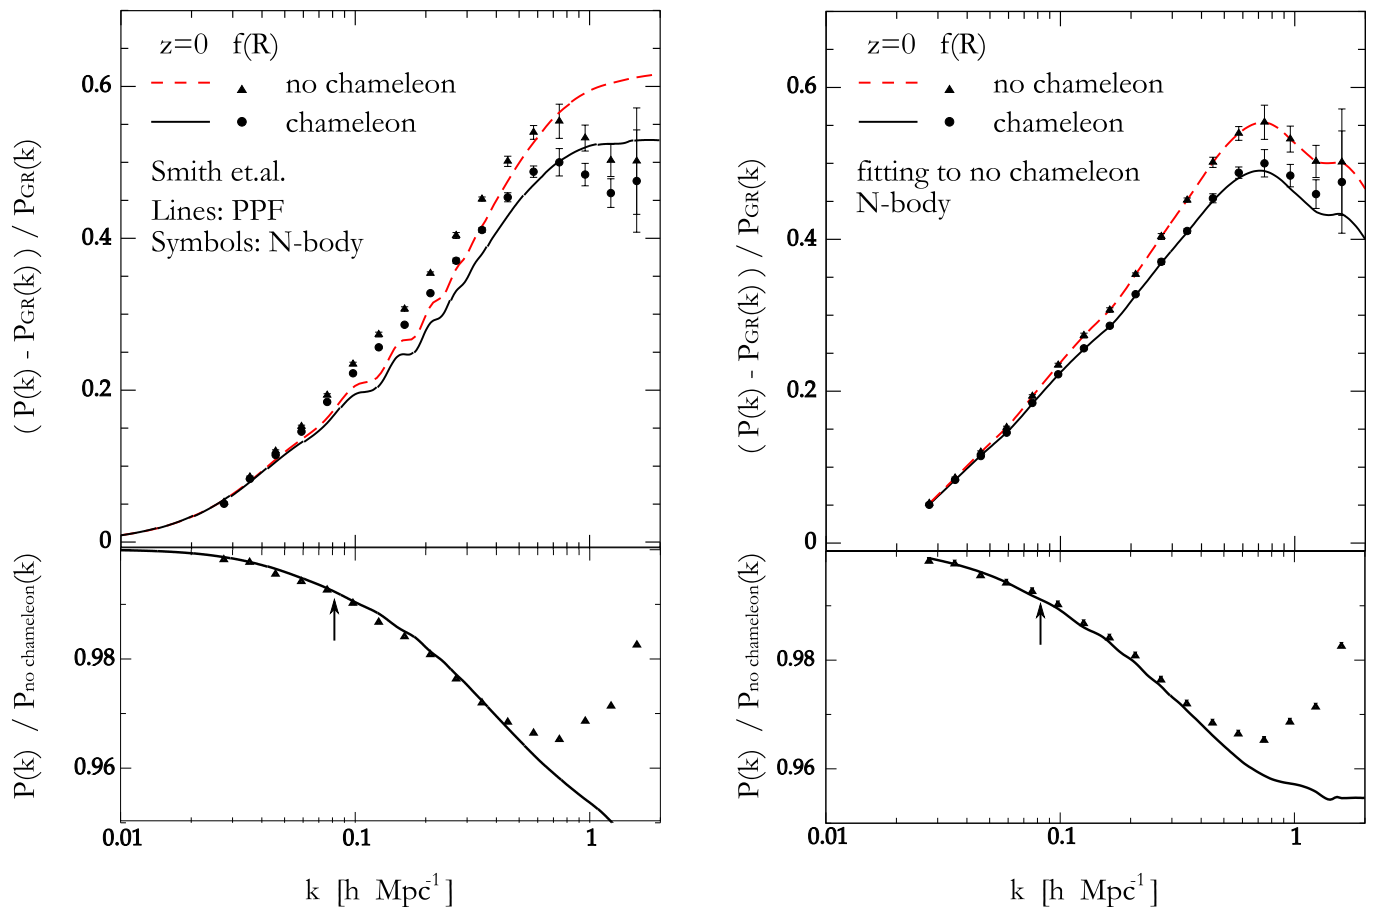 z=0 f(R)
no chameleon
chameleon
Smith et.al.
Lines: PPF
Symbols: N-body
( P(k) - PGR(k) ) / PGR(k)
0.6
0.4
0.2
0
P(k) / Pno chameleon(k)
0.98
0.96
0.01
0.1
1
k [h Mpc-1]
z=0 f(R)
no chameleon
chameleon
fitting to no chameleon
N-body
( P(k) - PGR(k) ) / PGR(k)
0.6
0.4
0.2
0
P(k) / Pno chameleon(k)
0.98
0.96
0.01
0.1
1
k [h Mpc-1]